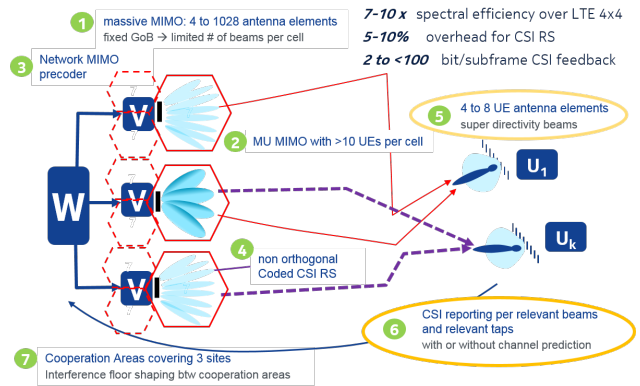 1 massive MIMO: 4 to 1028 antenna elements
fixed GoB → limited # of beams per cell
7-10 x spectral efficiency over LTE 4x4
5-10% overhead for CSI RS
2 to <100 bit/subframe CSI feedback
3 Network MIMO
precoder
V
2 MU MIMO with >10 UEs per cell
5 4 to 8 UE antenna elements
super directivity beams
U1
W
V
4 non orthogonal
Coded CSI RS
Uk
V
6 CSI reporting per relevant beams
and relevant taps
with or without channel prediction
7 Cooperation Areas covering 3 sites
Interference floor shaping btw cooperation areas